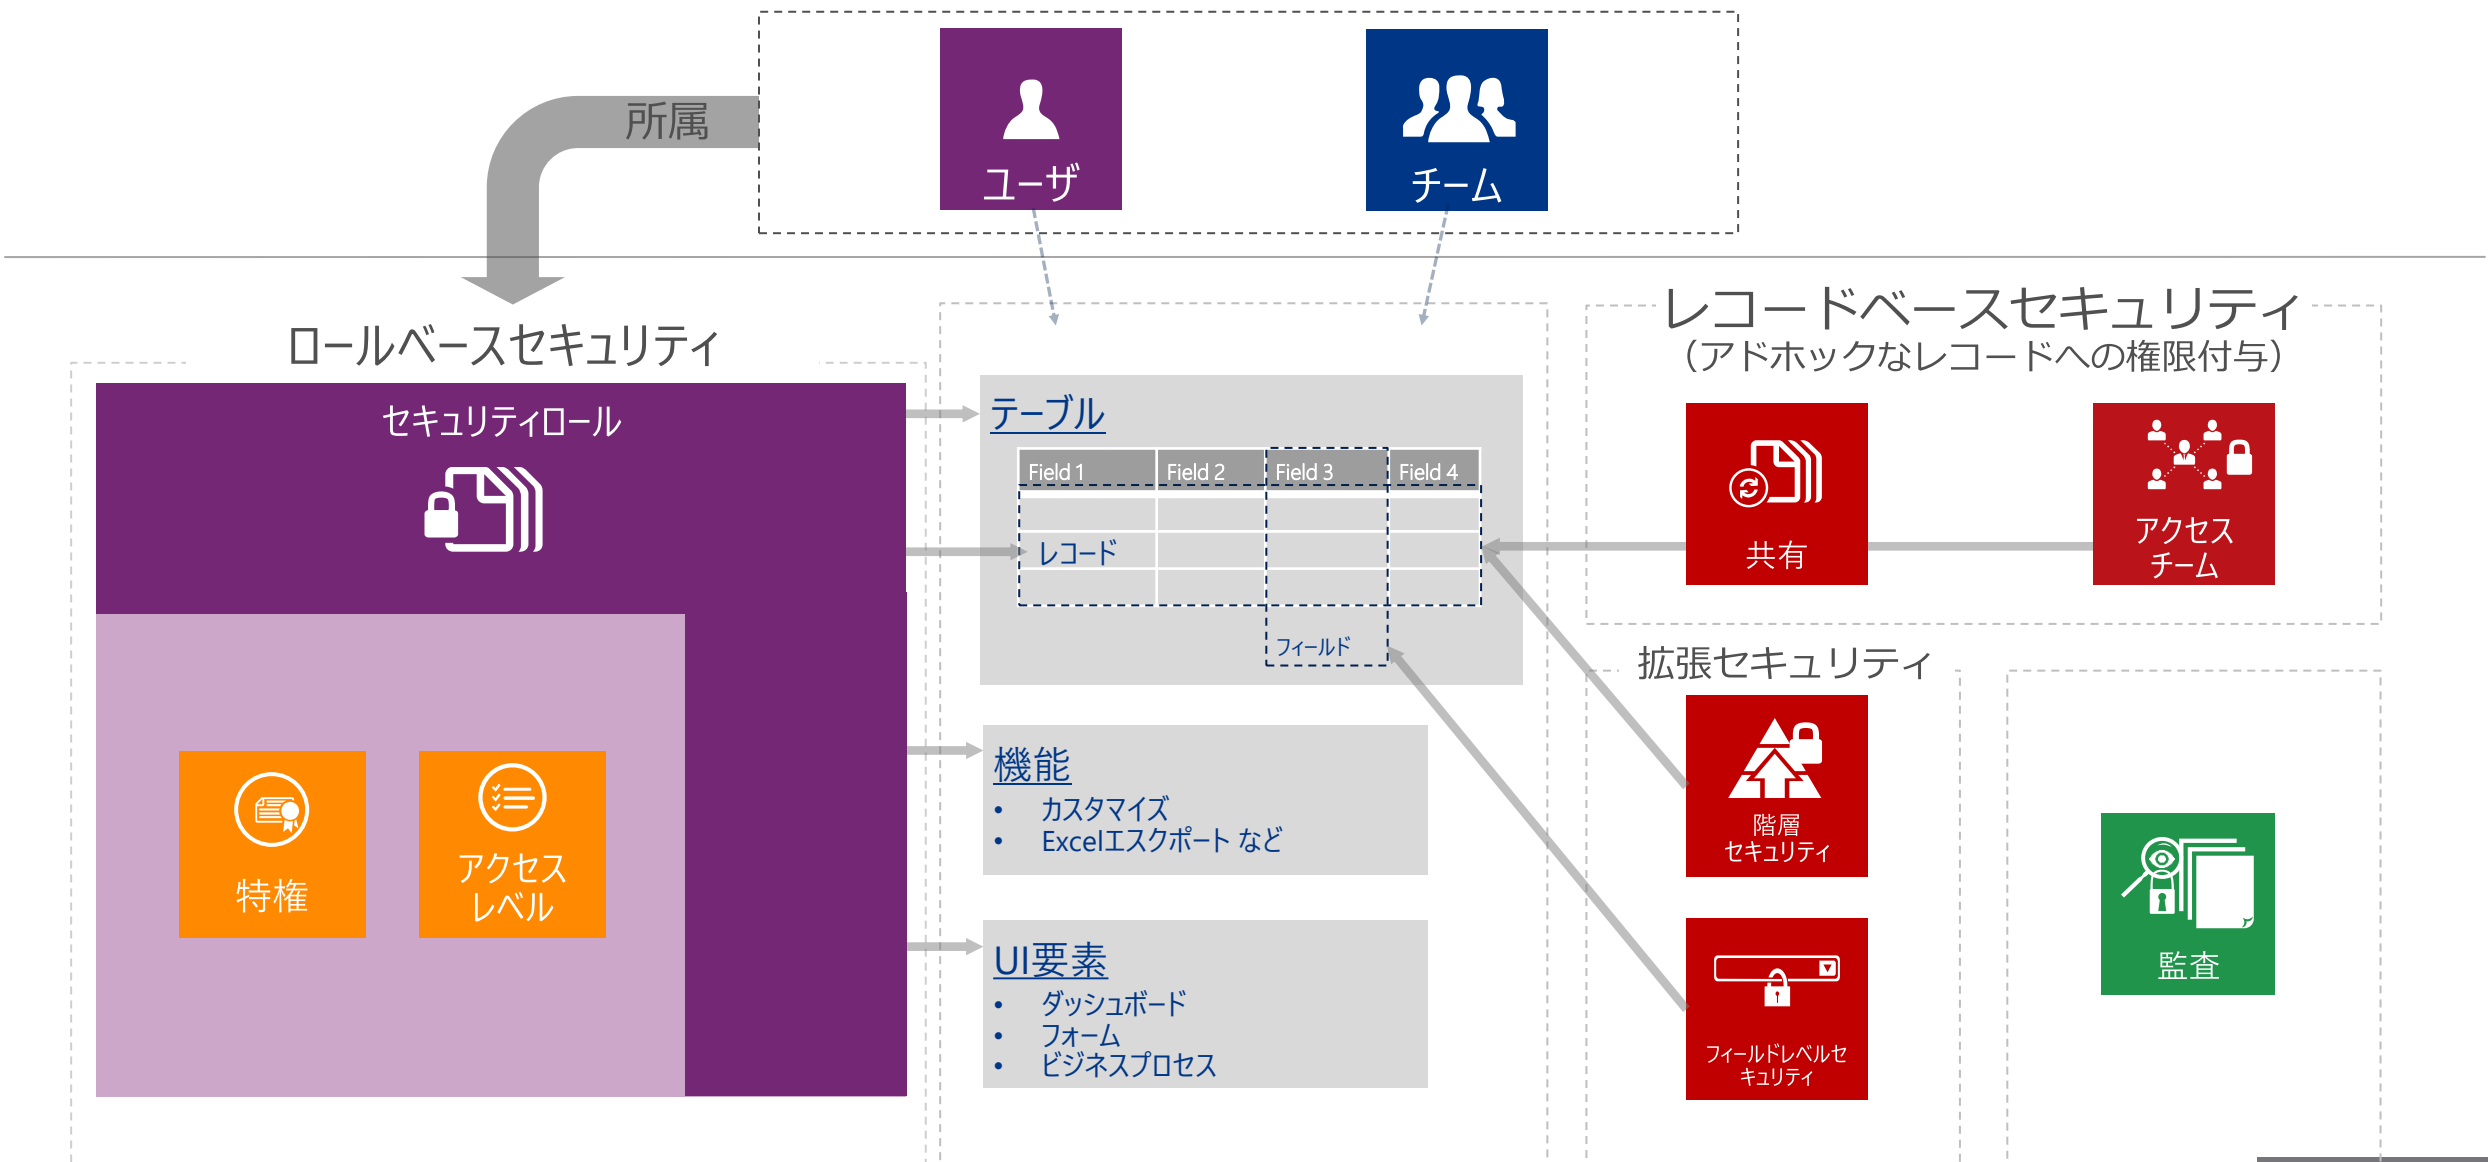 所属
ユーザ
チーム
ロールベースセキュリティ
セキュリティロール
特権
アクセス
レベル
テーブル
Field 1
Field 2
Field 3
Field 4
レコード
フィールド
機能
• カスタマイズ
• Excelエスクポート など
UI要素
• ダッシュボード
• フォーム
• ビジネスプロセス
レコードベースセキュリティ
（アドホックなレコードへの権限付与）
共有
アクセス
チーム
拡張セキュリティ
階層
セキュリティ
フィールドレベルセ
キュリティ
監査